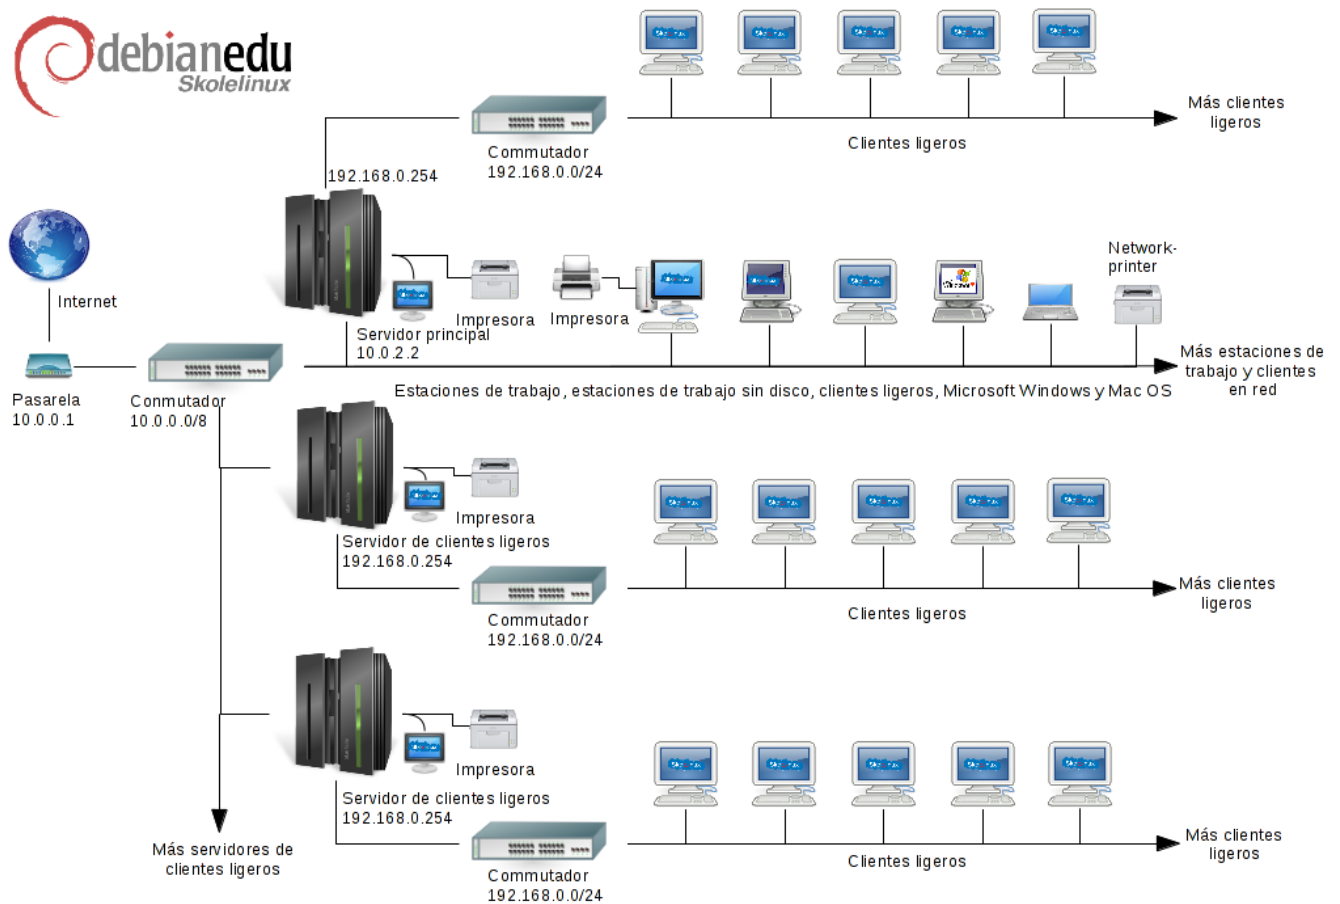 debianedu
Skolelinux
Más clientes
ligeros
Clientes ligeros
Commutador
192.168.0.0/24
192.168.0.254
Internet
Network-
printer
Impresora
Impresora
Servidor principal
10.0.2.2
Pasarela
10.0.0.1
Conmutador
10.0.0.0/8
Más estaciones de
trabajo y clientes
en red
Estaciones de trabajo, estaciones de trabajo sin disco, clientes ligeros, Microsoft Windows y Mac OS
Impresora
Servidor de clientes ligeros
192.168.0.254
Más clientes
ligeros
Clientes ligeros
Commutador
192.168.0.0/24
Impresora
Servidor de clientes ligeros
192.168.0.254
Más servidores de
clientes ligeros
Más clientes
ligeros
Clientes ligeros
Commutador
192.168.0.0/24